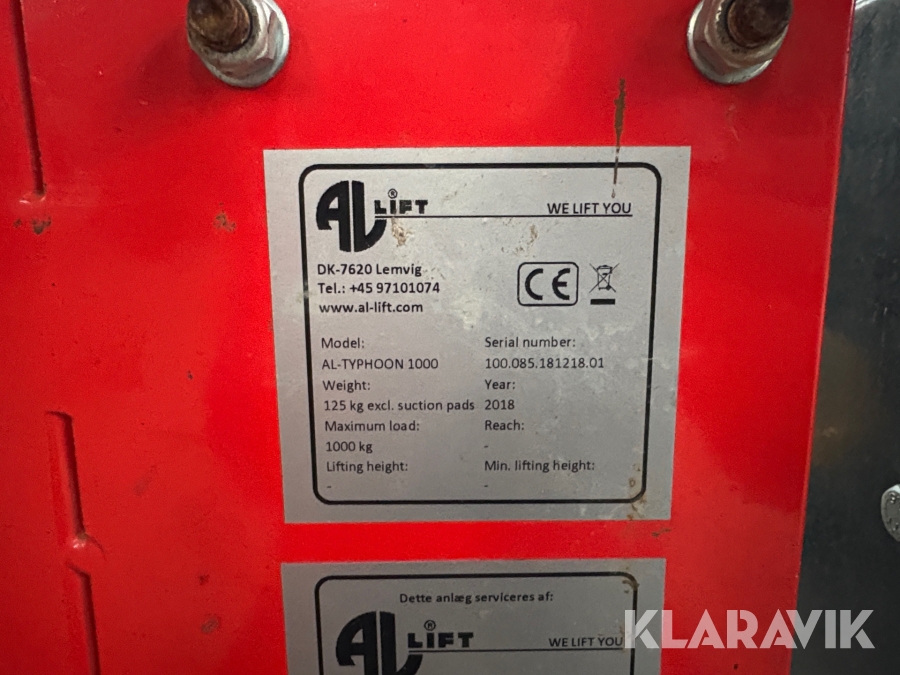 AL LIFT ®
WE LIFT YOU
DK-7620 Lemvig
Tel.: +45 97101074
www.al-lift.com
CE
Model:
AL-TYPHOON 1000
Serial number:
100.085.181218.01
Weight:
125 kg excl. suction pads
Year:
2018
Maximum load:
1000 kg
Reach:
-
Lifting height:
-
Min. lifting height:
-
Dette anlæg serviceres af:
AL LIFT ®
WE LIFT YOU
KLARAVIK